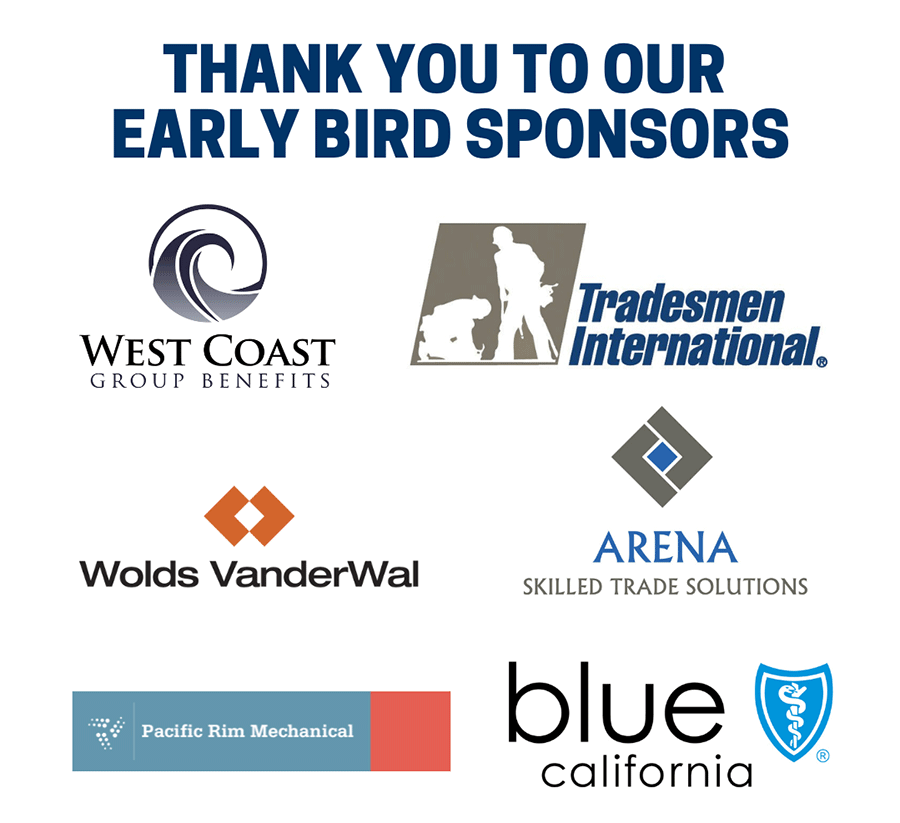 THANK YOU TO OUR
EARLY BIRD SPONSORS
WEST COAST
GROUP BENEFITS
Tradesmen
International®
Wolds VanderWal
ARENA
SKILLED TRADE SOLUTIONS
Pacific Rim Mechanical
blue
california
®